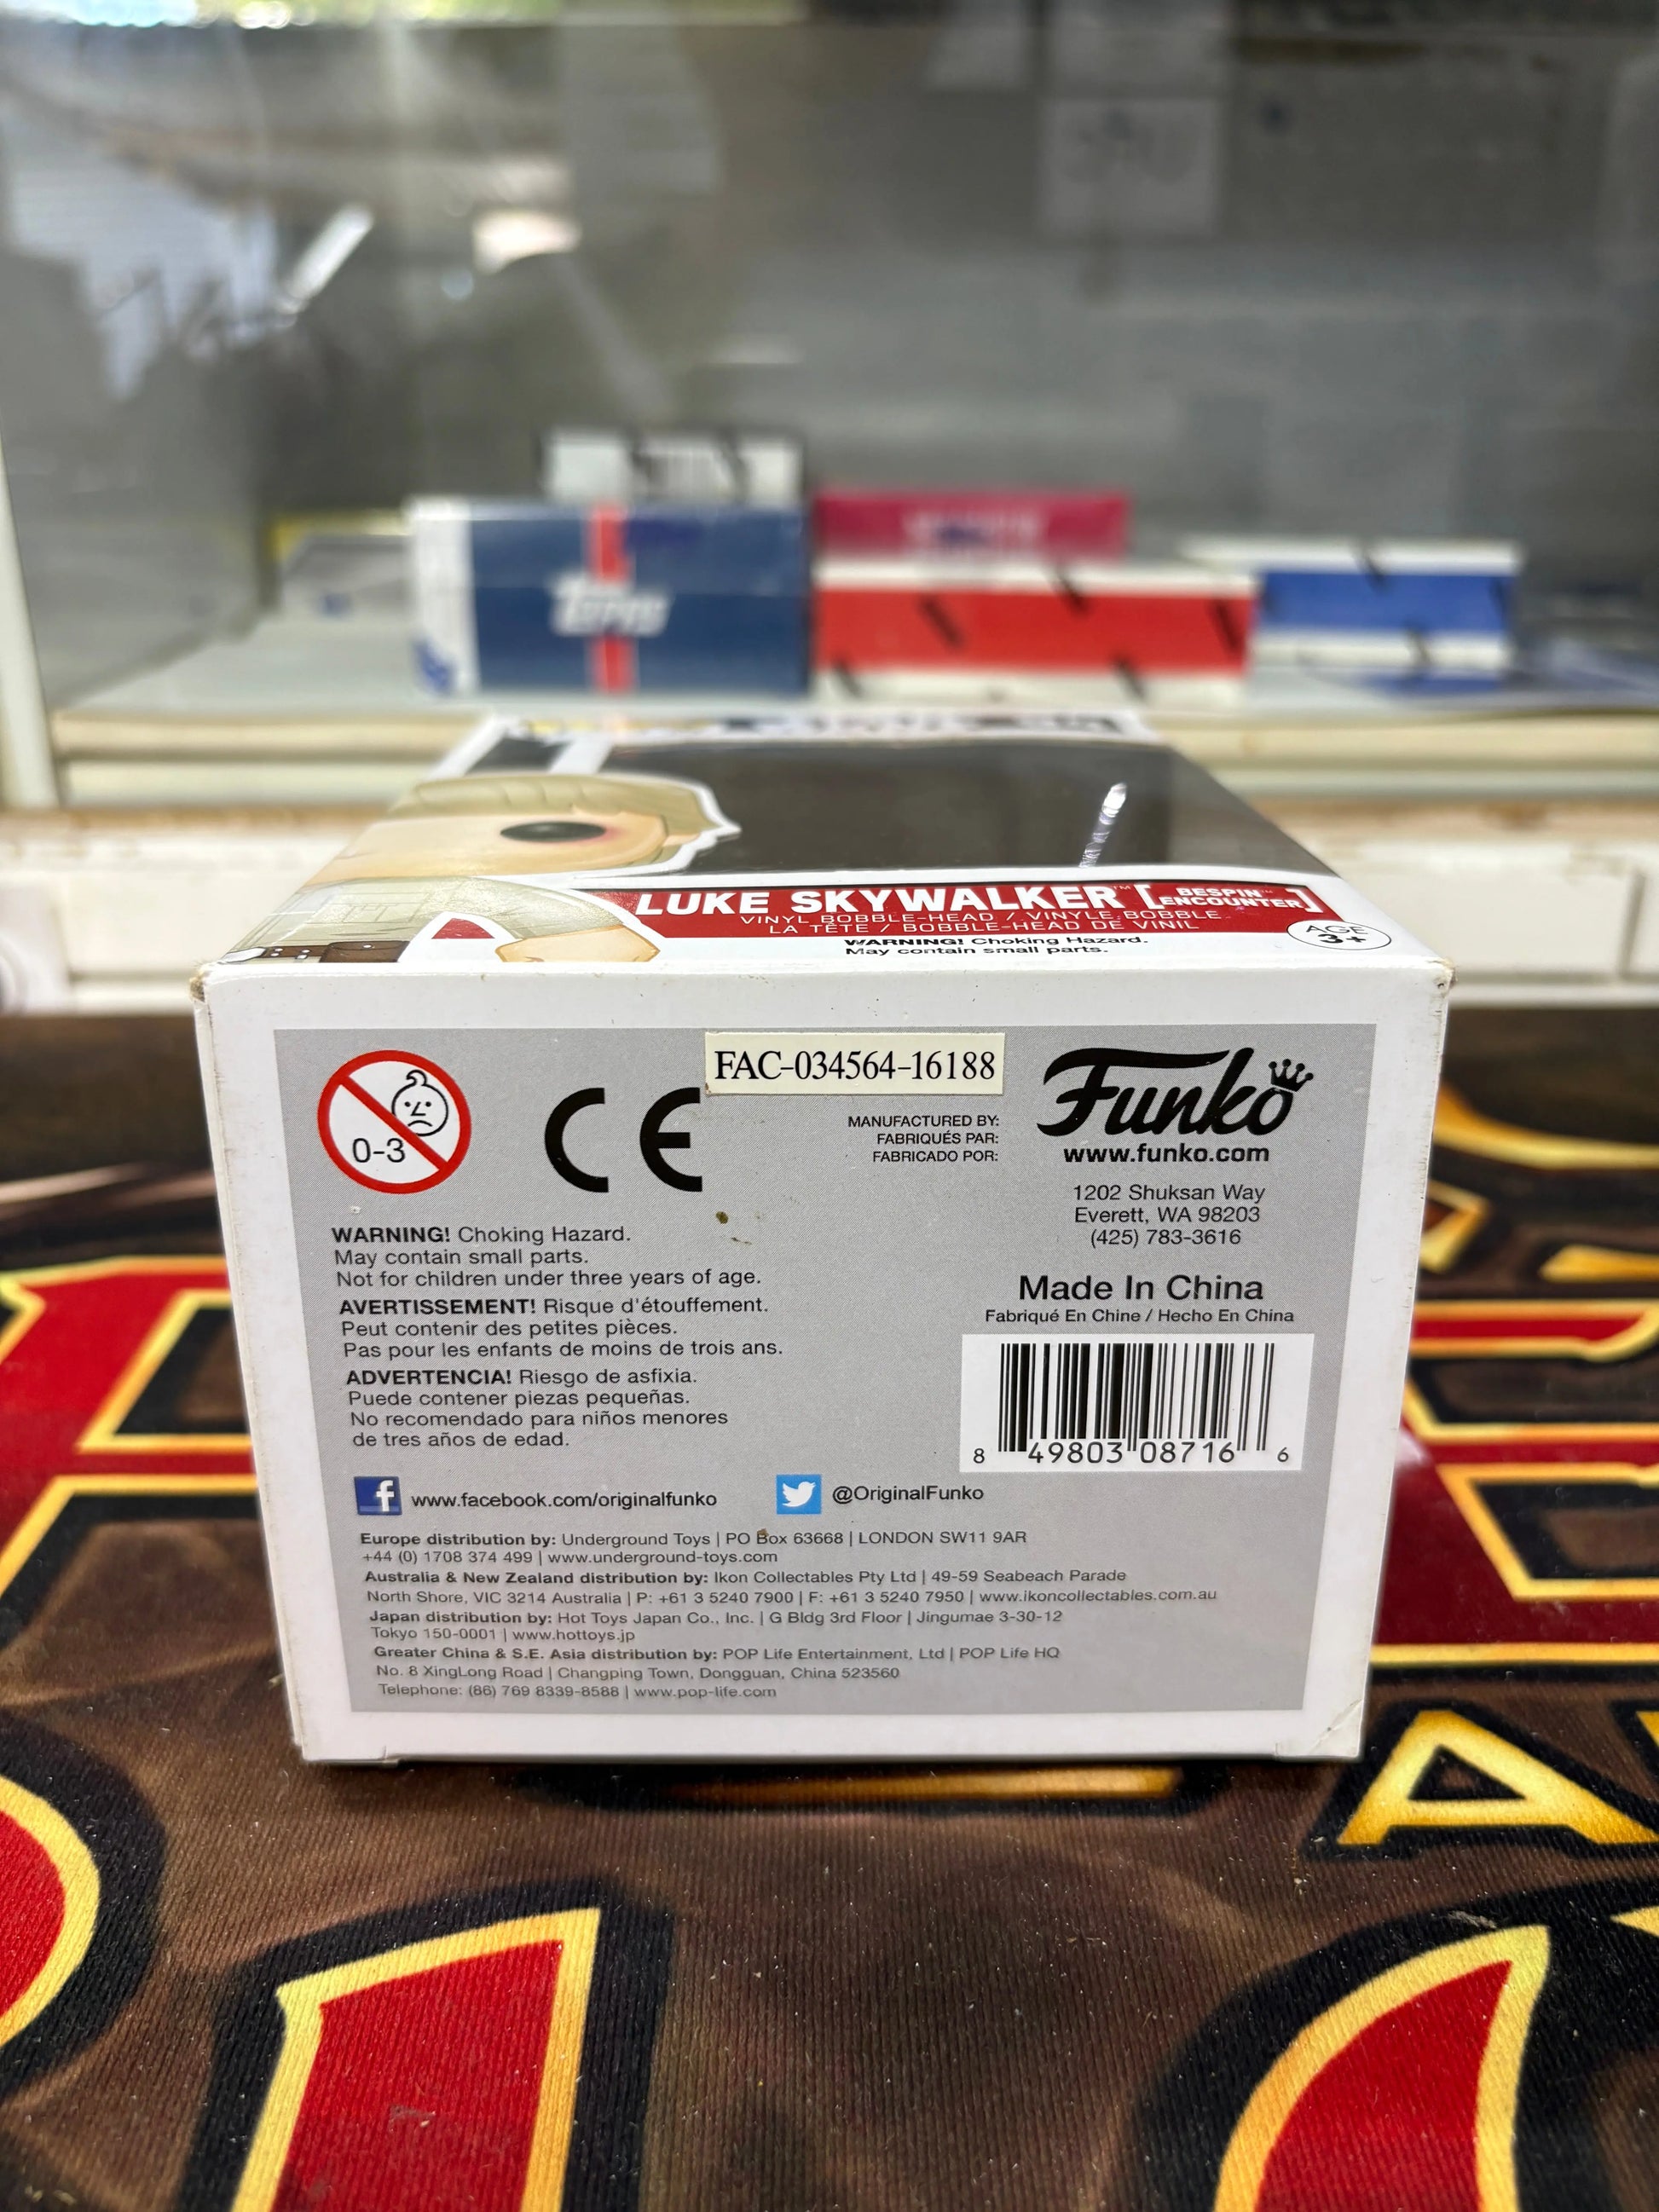 Topps
LUKE SKYWALKER™ [BESPIN™ ENCOUNTER]
VINYL BOBBLE-HEAD / VINYLE BOBBLE
LA TÊTE / BOBBLE-HEAD DE VINIL
WARNING! Choking Hazard.
May contain small parts.
AGE
3+
FAC-034564-16188
0-3
CE
MANUFACTURED BY:
FABRIQUÉS PAR:
FABRICADO POR:
Funko
www.funko.com
1202 Shuksan Way
Everett, WA 98203
(425) 783-3616
WARNING! Choking Hazard.
May contain small parts.
Not for children under three years of age.
AVERTISSEMENT! Risque d'étouffement.
Peut contenir des petites pièces.
Pas pour les enfants de moins de trois ans.
ADVERTENCIA! Riesgo de asfixia.
Puede contener piezas pequeñas.
No recomendado para niños menores
de tres años de edad.
Made In China
Fabriqué En Chine / Hecho En China
8 49803 08716 6
f www.facebook.com/originalfunko
@OriginalFunko
Europe distribution by: Underground Toys | PO Box 63668 | LONDON SW11 9AR
+44 (0) 1708 374 499 | www.underground-toys.com
Australia & New Zealand distribution by: Ikon Collectables Pty Ltd | 49-59 Seabeach Parade
North Shore, VIC 3214 Australia | P: +61 3 5240 7900 | F: +61 3 5240 7950 | www.ikoncollectables.com.au
Japan distribution by: Hot Toys Japan Co., Inc. | G Bldg 3rd Floor | Jingumae 3-30-12
Tokyo 150-0001 | www.hottoys.jp
Greater China & S.E. Asia distribution by: POP Life Entertainment, Ltd | POP Life HQ
No. 8 XingLong Road | Changping Town, Dongguan, China 523560
Telephone: (86) 769 8339-8588 | www.pop-life.com